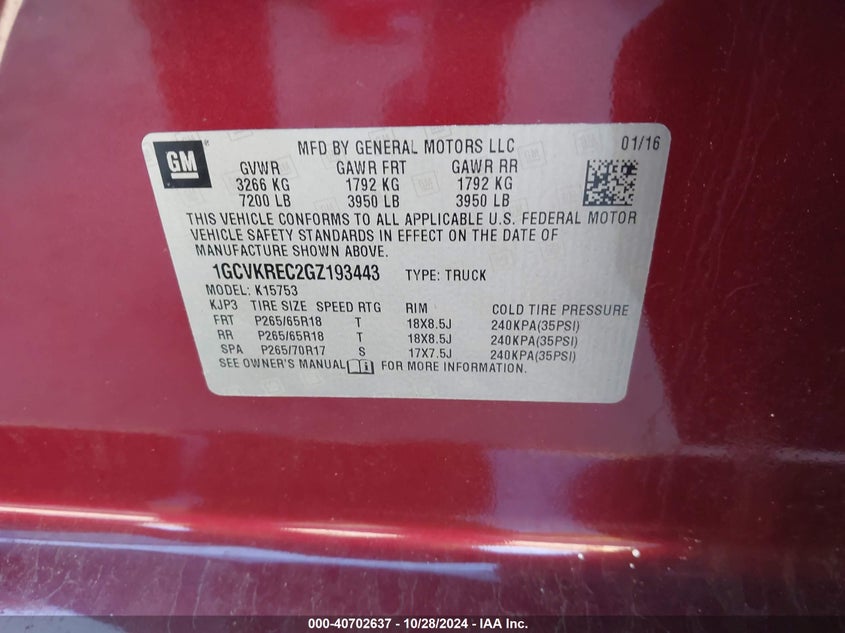 GM
MFD BY GENERAL MOTORS LLC 01/16
GVWR GAWR FRT GAWR RR
3266 KG 1792 KG 1792 KG
7200 LB 3950 LB 3950 LB
THIS VEHICLE CONFORMS TO ALL APPLICABLE U.S. FEDERAL MOTOR
VEHICLE SAFETY STANDARDS IN EFFECT ON THE DATE OF
MANUFACTURE SHOWN ABOVE.
1GCVKREC2GZ193443 TYPE: TRUCK
MODEL: K15753
KJP3 TIRE SIZE SPEED RTG RIM COLD TIRE PRESSURE
FRT P265/65R18 T 18X8.5J 240KPA(35PSI)
RR P265/65R18 T 18X8.5J 240KPA(35PSI)
SPA P265/70R17 S 17X7.5J 240KPA(35PSI)
SEE OWNER'S MANUAL FOR MORE INFORMATION.
000-40702637 - 10/28/2024 - IAA Inc.